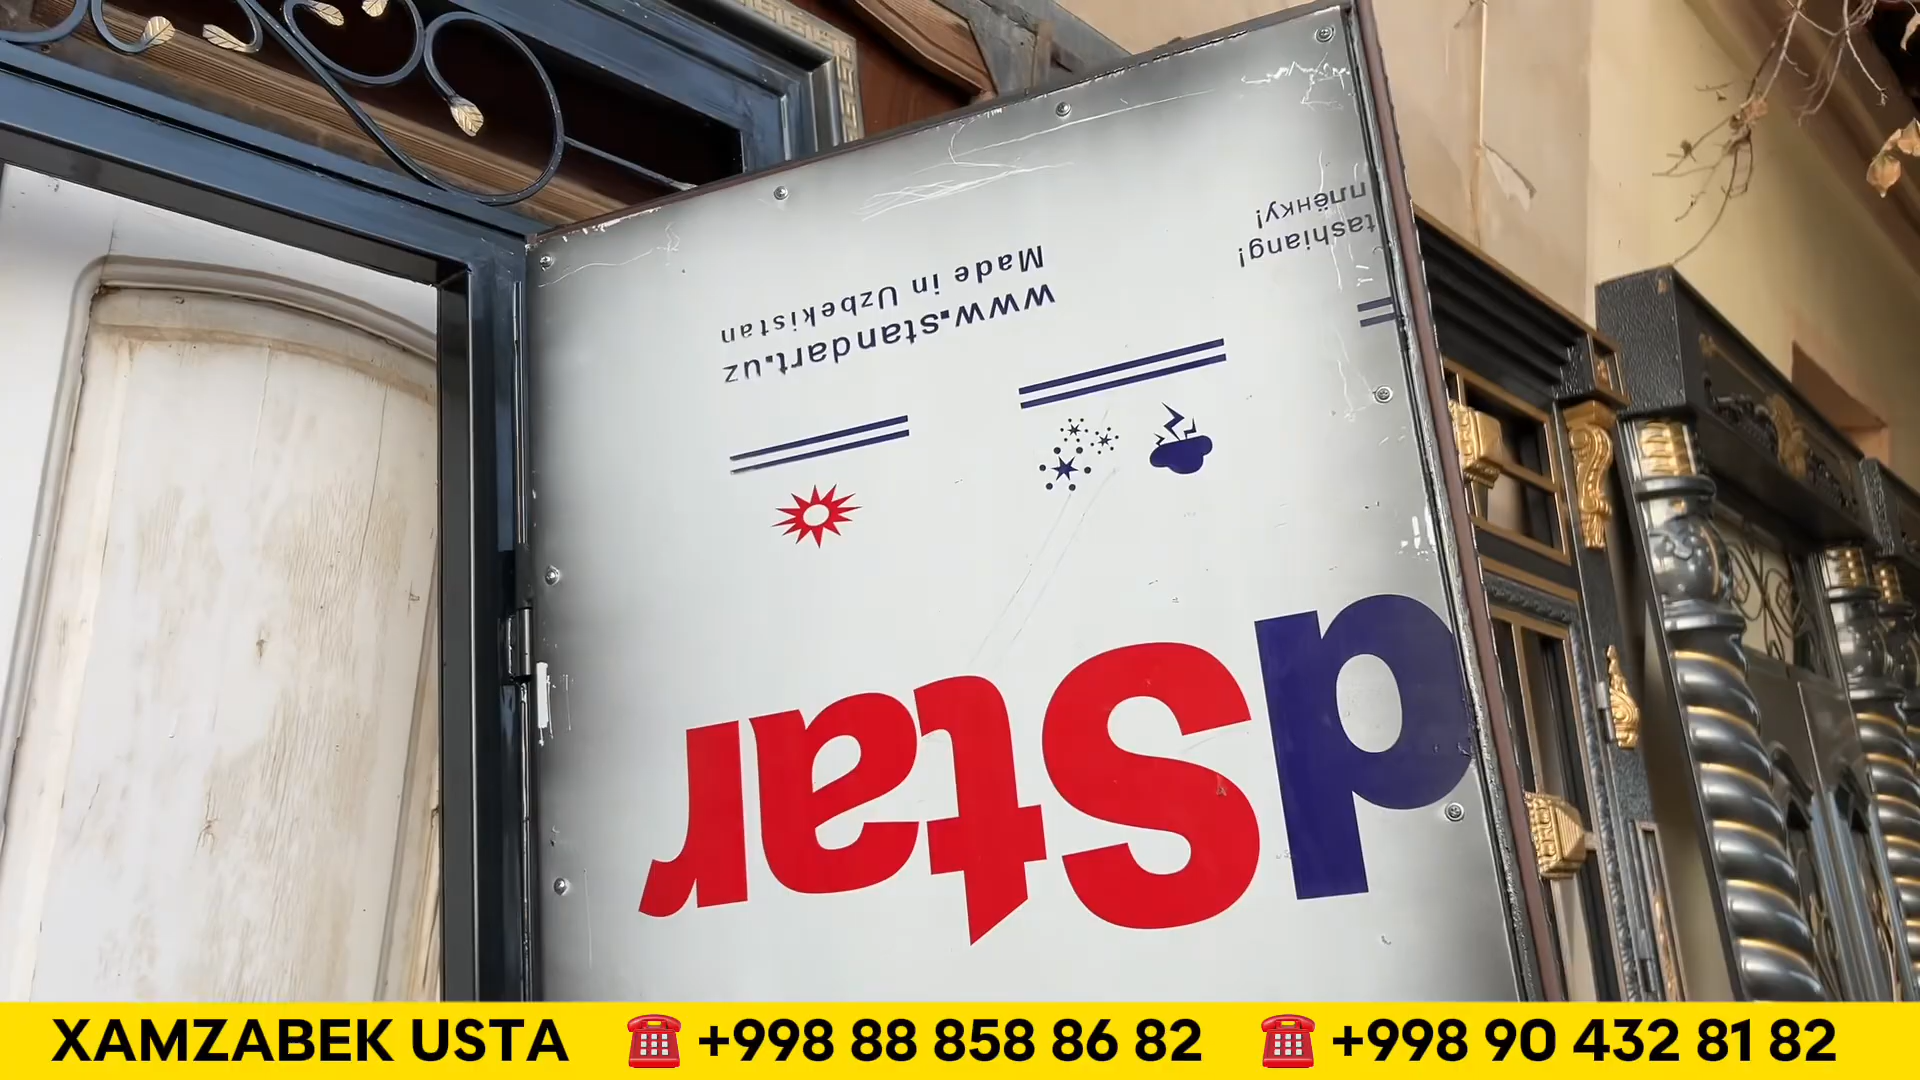 плёнку!
tashiang!
Made in Uzbekistan
www.standart.uz
d Star
XAMZABEK USTA ☎️ +998 88 858 86 82 ☎️ +998 90 432 81 82